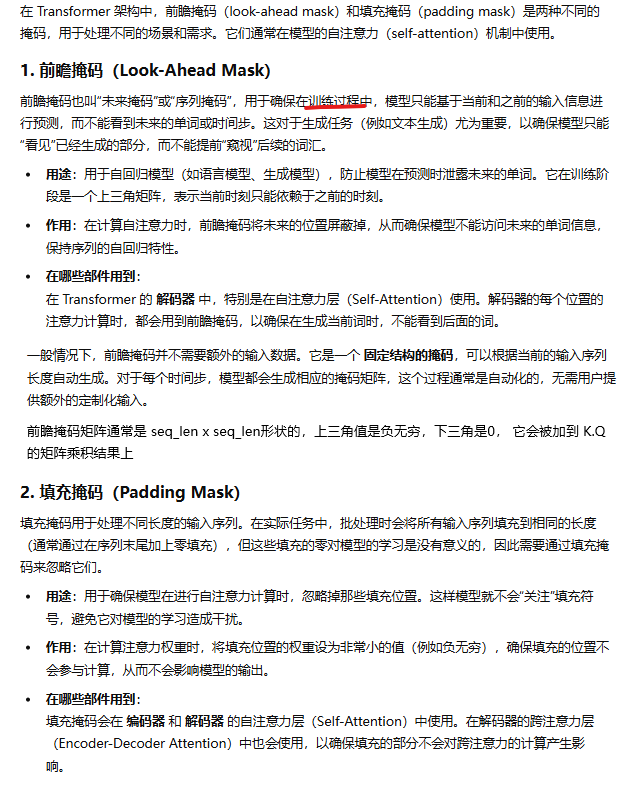 在 Transformer 架构中，前瞻掩码（look-ahead mask）和填充掩码（padding mask）是两种不同的
掩码，用于处理不同的场景和需求。它们通常在模型的自注意力（self-attention）机制中使用。
1. 前瞻掩码（Look-Ahead Mask）
前瞻掩码也叫“未来掩码”或“序列掩码”，用于确保在训练过程中，模型只能基于当前和之前的输入信息进
行预测，而不能看到未来的单词或时间步。这对于生成任务（例如文本生成）尤为重要，以确保模型只能
“看见”已经生成的部分，而不能提前“窥视”后续的词汇。
• 用途：用于自回归模型（如语言模型、生成模型），防止模型在预测时泄露未来的单词。它在训练阶
段是一个上三角矩阵，表示当前时刻只能依赖于之前的时刻。
• 作用：在计算自注意力时，前瞻掩码将未来的位置屏蔽掉，从而确保模型不能访问未来的单词信息，
保持序列的自回归特性。
• 在哪些部件用到：
在 Transformer 的 解码器 中，特别是在自注意力层（Self-Attention）使用。解码器的每个位置的
注意力计算时，都会用到前瞻掩码，以确保在生成当前词时，不能看到后面的词。
一般情况下，前瞻掩码并不需要额外的输入数据。它是一个 固定结构的掩码，可以根据当前的输入序列
长度自动生成。对于每个时间步，模型都会生成相应的掩码矩阵，这个过程通常是自动化的，无需用户提
供额外的定制化输入。
前瞻掩码矩阵通常是 seq_len x seq_len形状的，上三角值是负无穷，下三角是0， 它会被加到 K.Q
的矩阵乘积结果上
2. 填充掩码（Padding Mask）
填充掩码用于处理不同长度的输入序列。在实际任务中，批处理时会将所有输入序列填充到相同的长度
（通常通过在序列末尾加上零填充），但这些填充的零对模型的学习是没有意义的，因此需要通过填充掩
码来忽略它们。
• 用途：用于确保模型在进行自注意力计算时，忽略掉那些填充位置。这样模型就不会“关注”填充符
号，避免它对模型的学习造成干扰。
• 作用：在计算注意力权重时，将填充位置的权重设为非常小的值（例如负无穷），确保填充的位置不
会参与计算，从而不会影响模型的输出。
• 在哪些部件用到：
填充掩码会在 编码器 和 解码器 的自注意力层（Self-Attention）中使用。在解码器的跨注意力层
（Encoder-Decoder Attention）中也会使用，以确保填充的部分不会对跨注意力的计算产生影
响。